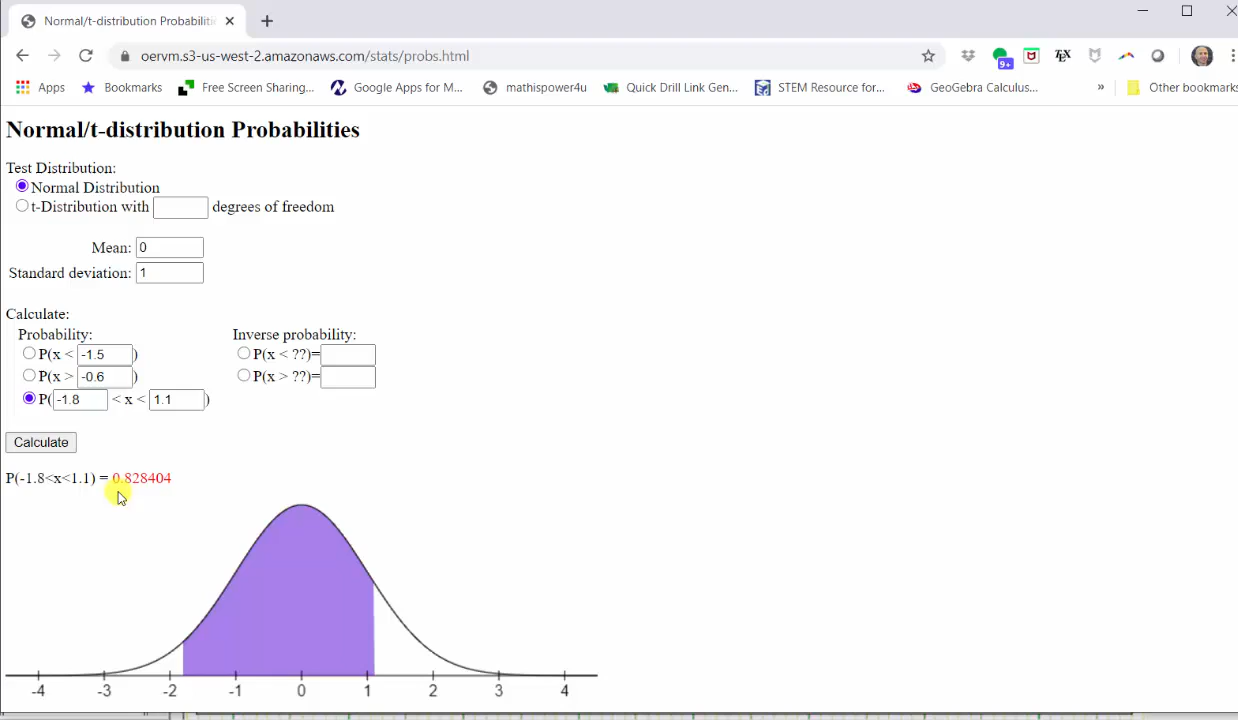 Normal/t-distribution Probabilitie
oervm.s3-us-west-2.amazonaws.com/stats/probs.html
9+
TEX
Apps Bookmarks Free Screen Sharing... Google Apps for M... mathispower4u Quick Drill Link Gen... STEM Resource for... GeoGebra Calculus... » Other bookmarks
Normal/t-distribution Probabilities
Test Distribution:
Normal Distribution
t-Distribution with degrees of freedom
Mean: 0
Standard deviation: 1
Calculate:
Probability: Inverse probability:
P(x < -1.5 ) P(x < ??)=
P(x > -0.6 ) P(x > ??)=
P( -1.8 < x < 1.1 )
Calculate
P(-1.8<x<1.1) = 0.828404
-4 -3 -2 -1 0 1 2 3 4